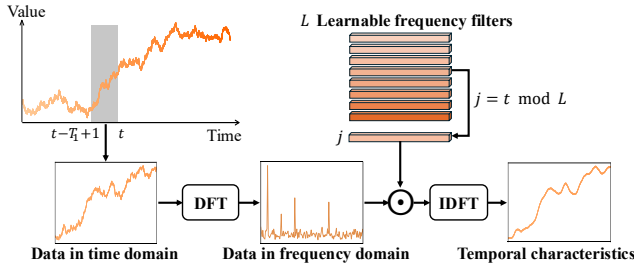 Value
L Learnable frequency filters
j = t mod L
t−T₁+1
t
Time
j
DFT
IDFT
Data in time domain
Data in frequency domain
Temporal characteristics